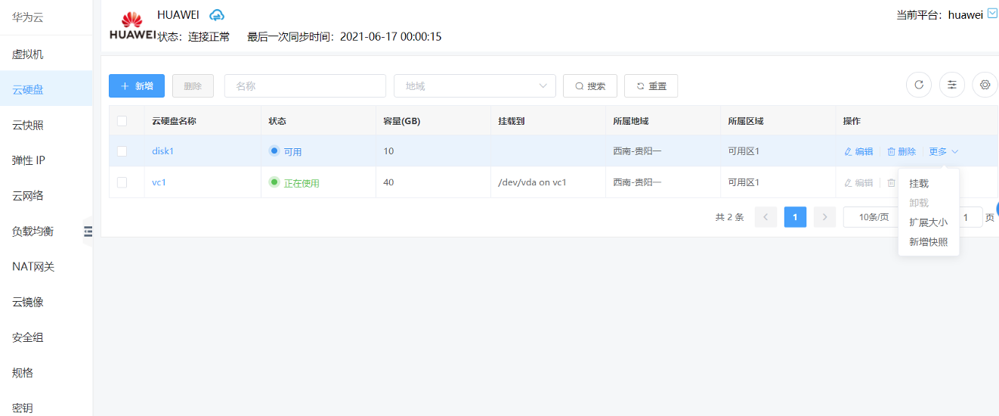 华为云
虚拟机
云硬盘
云快照
弹性 IP
云网络
负载均衡
NAT网关
云镜像
安全组
规格
密钥
HUAWEI
HUAWEI
状态：连接正常 最后一次同步时间：2021-06-17 00:00:15
当前平台：huawei
新增 删除 名称 地域 搜索 重置
云硬盘名称 状态 容量(GB) 挂载到 所属地域 所属区域 操作
disk1 可用 10 西南-贵阳一 可用区1 编辑 删除 更多
vc1 正在使用 40 /dev/vda on vc1 西南-贵阳一 可用区1 编辑
挂载
卸载
扩展大小
新增快照
共 2 条 1 10条/页 1 页